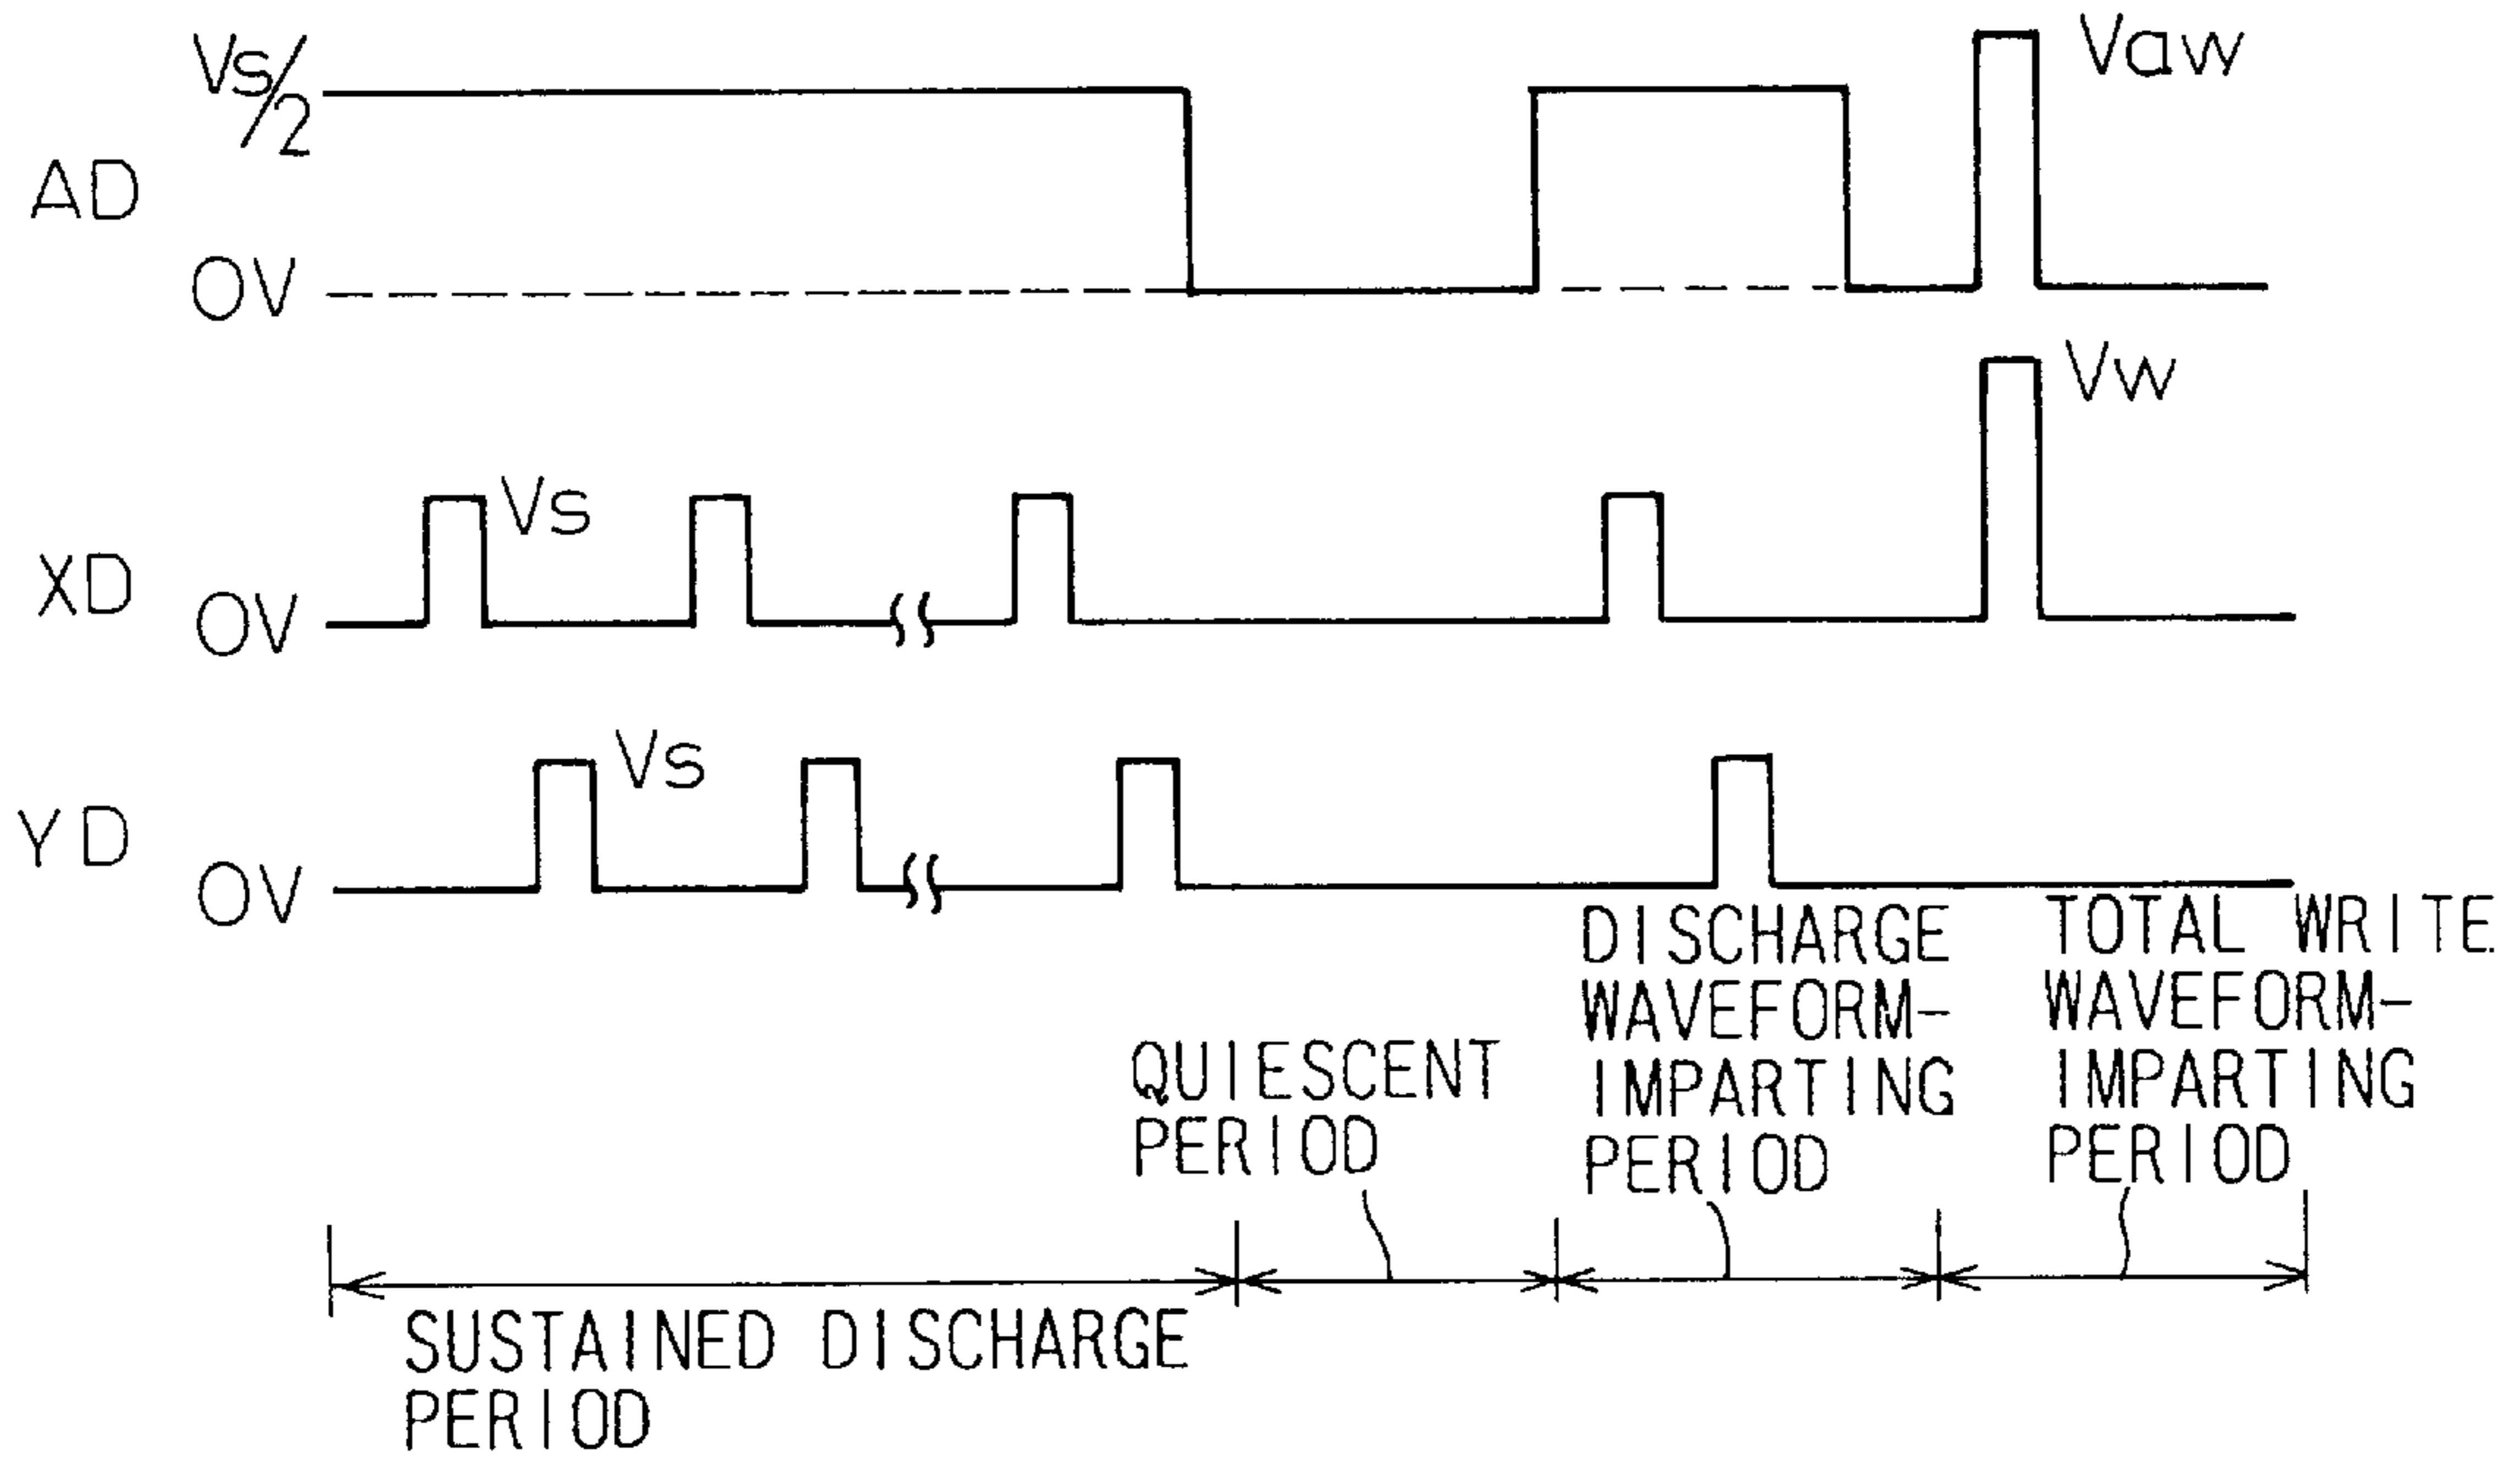 Vs/2
Vaw
AD
0V
Vw
Vs
XD
0V
Vs
YD
0V
DISCHARGE
WAVEFORM-
IMPARTING
PERIOD
TOTAL WRITE
WAVEFORM-
IMPARTING
PERIOD
QUIESCENT
PERIOD
SUSTAINED DISCHARGE
PERIOD